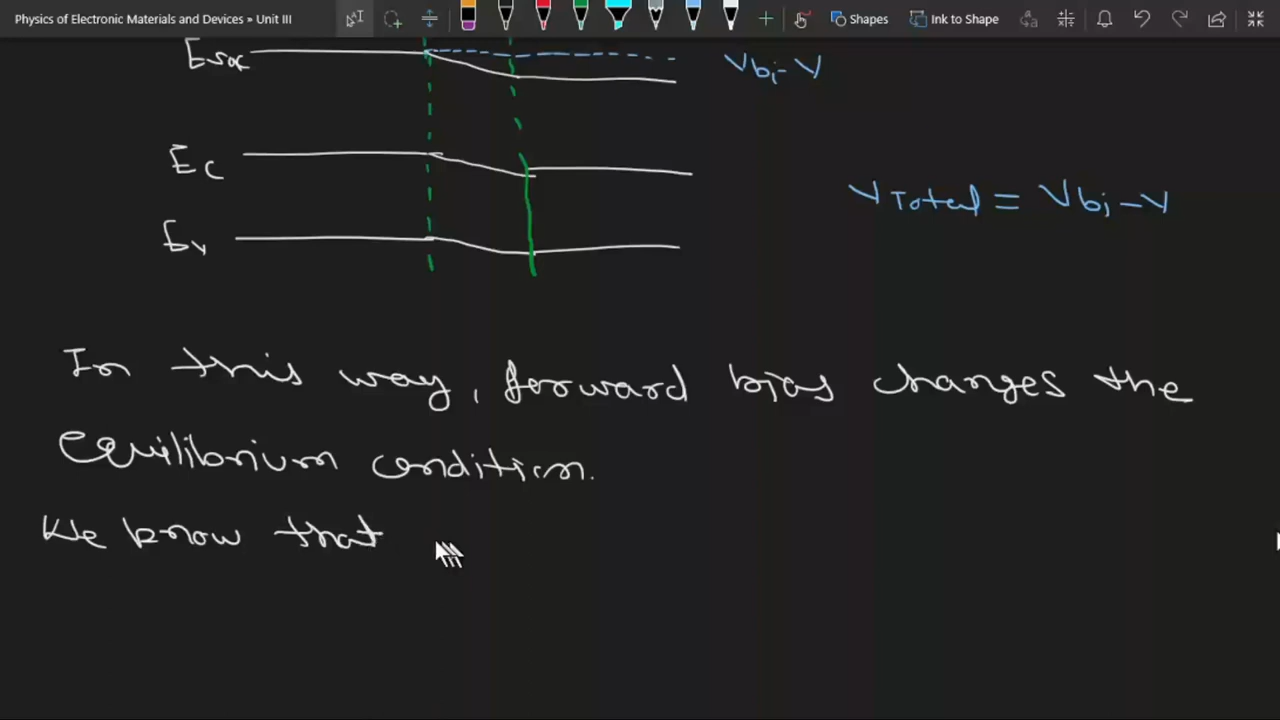 Physics of Electronic Materials and Devices » Unit III
Shapes
Ink to Shape
Vbi - V
EC
VTotal = Vbi - V
Ev
In this way, forward bias changes the
equilibrium condition.
We know that